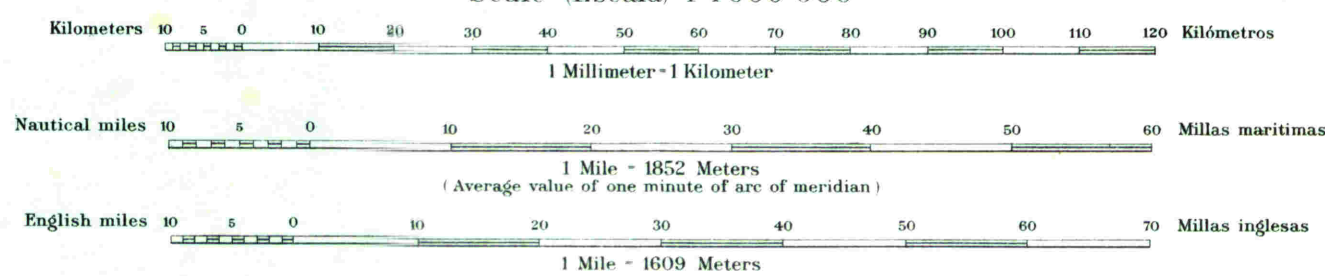 Kilometers 10 5 0 10 20 30 40 50 60 70 80 90 100 110 120 Kilómetros
1 Millimeter = 1 Kilometer
Nautical miles 10 5 0 10 20 30 40 50 60 Millas maritimas
1 Mile = 1852 Meters
(Average value of one minute of arc of meridian)
English miles 10 5 0 10 20 30 40 50 60 70 Millas inglesas
1 Mile = 1609 Meters